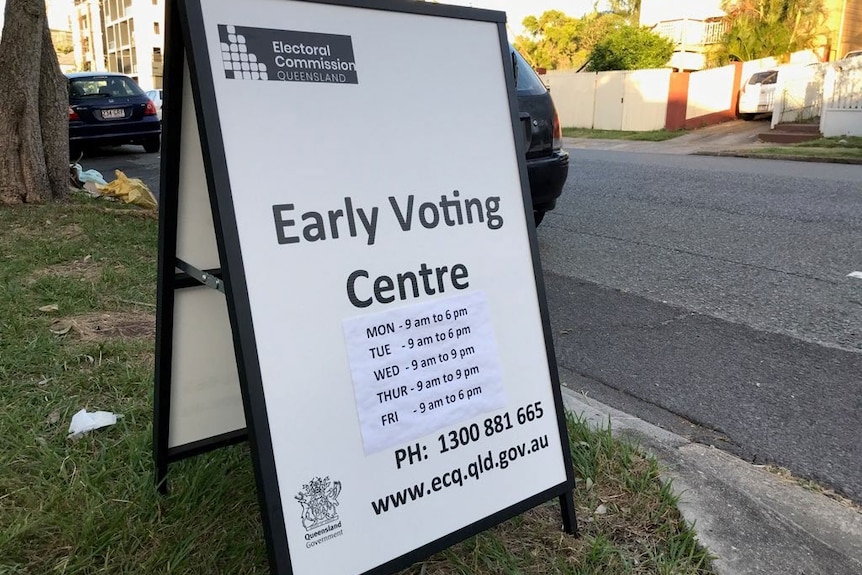 Electoral
Commission
QUEENSLAND
Early Voting
Centre
MON - 9 am to 6 pm
TUE - 9 am to 6 pm
WED - 9 am to 9 pm
THUR - 9 am to 9 pm
FRI - 9 am to 6 pm
PH: 1300 881 665
www.ecq.qld.gov.au
Queensland
Government